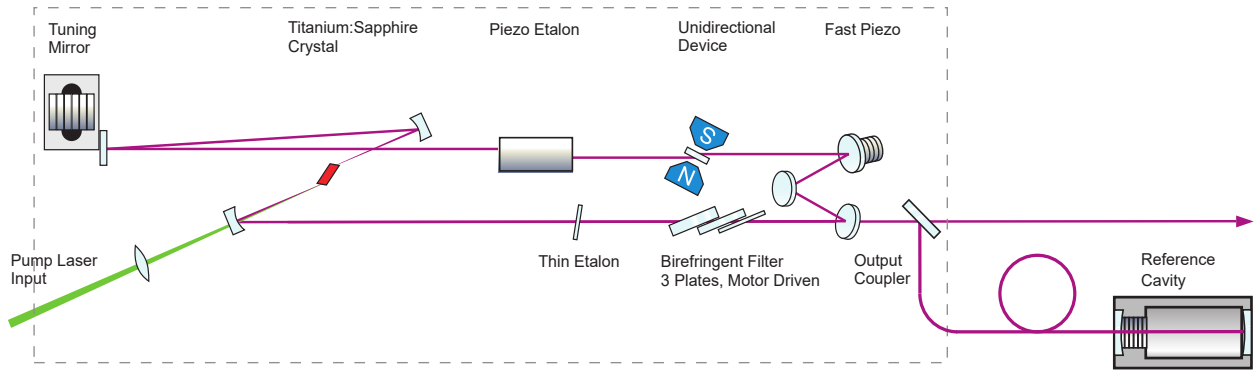 Tuning
Mirror
Titanium:Sapphire
Crystal
Piezo Etalon
Unidirectional
Device
Fast Piezo
S
N
Pump Laser
Input
Thin Etalon
Birefringent Filter
3 Plates, Motor Driven
Output
Coupler
Reference
Cavity